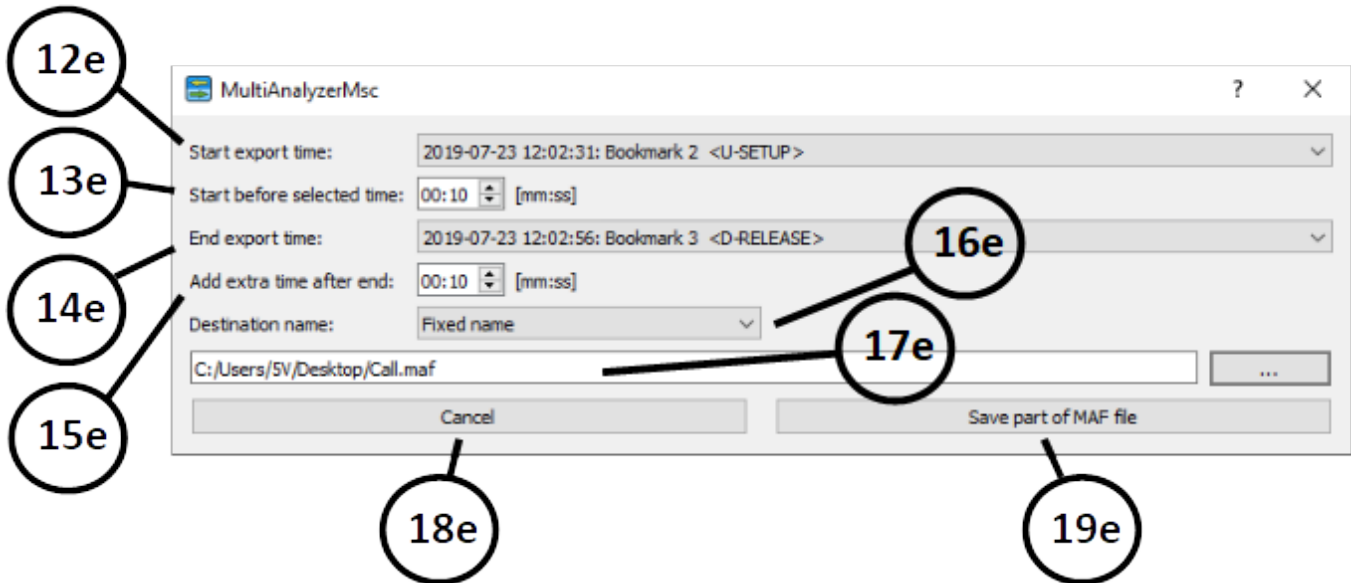 12e
MultiAnalyzerMsc ? ×
Start export time: 2019-07-23 12:02:31: Bookmark 2 <U-SETUP>
13e
Start before selected time: 00:10 [mm:ss]
End export time: 2019-07-23 12:02:56: Bookmark 3 <D-RELEASE>
16e
Add extra time after end: 00:10 [mm:ss]
14e
Destination name: Fixed name
17e
C:/Users/5V/Desktop/Call.maf ...
15e
Cancel Save part of MAF file
18e 19e